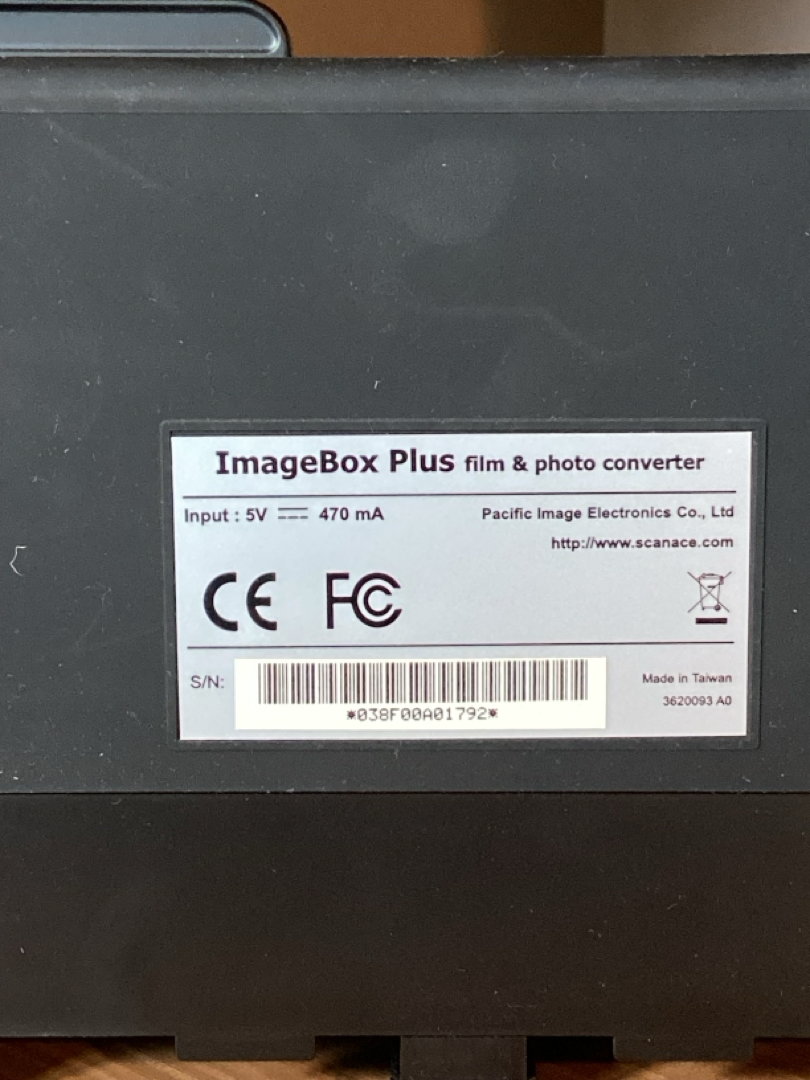 ImageBox Plus film & photo converter
Input : 5V 470 mA
Pacific Image Electronics Co., Ltd
http://www.scanace.com
CE FC
S/N:
*038F00A01792*
Made in Taiwan
3620093 A0